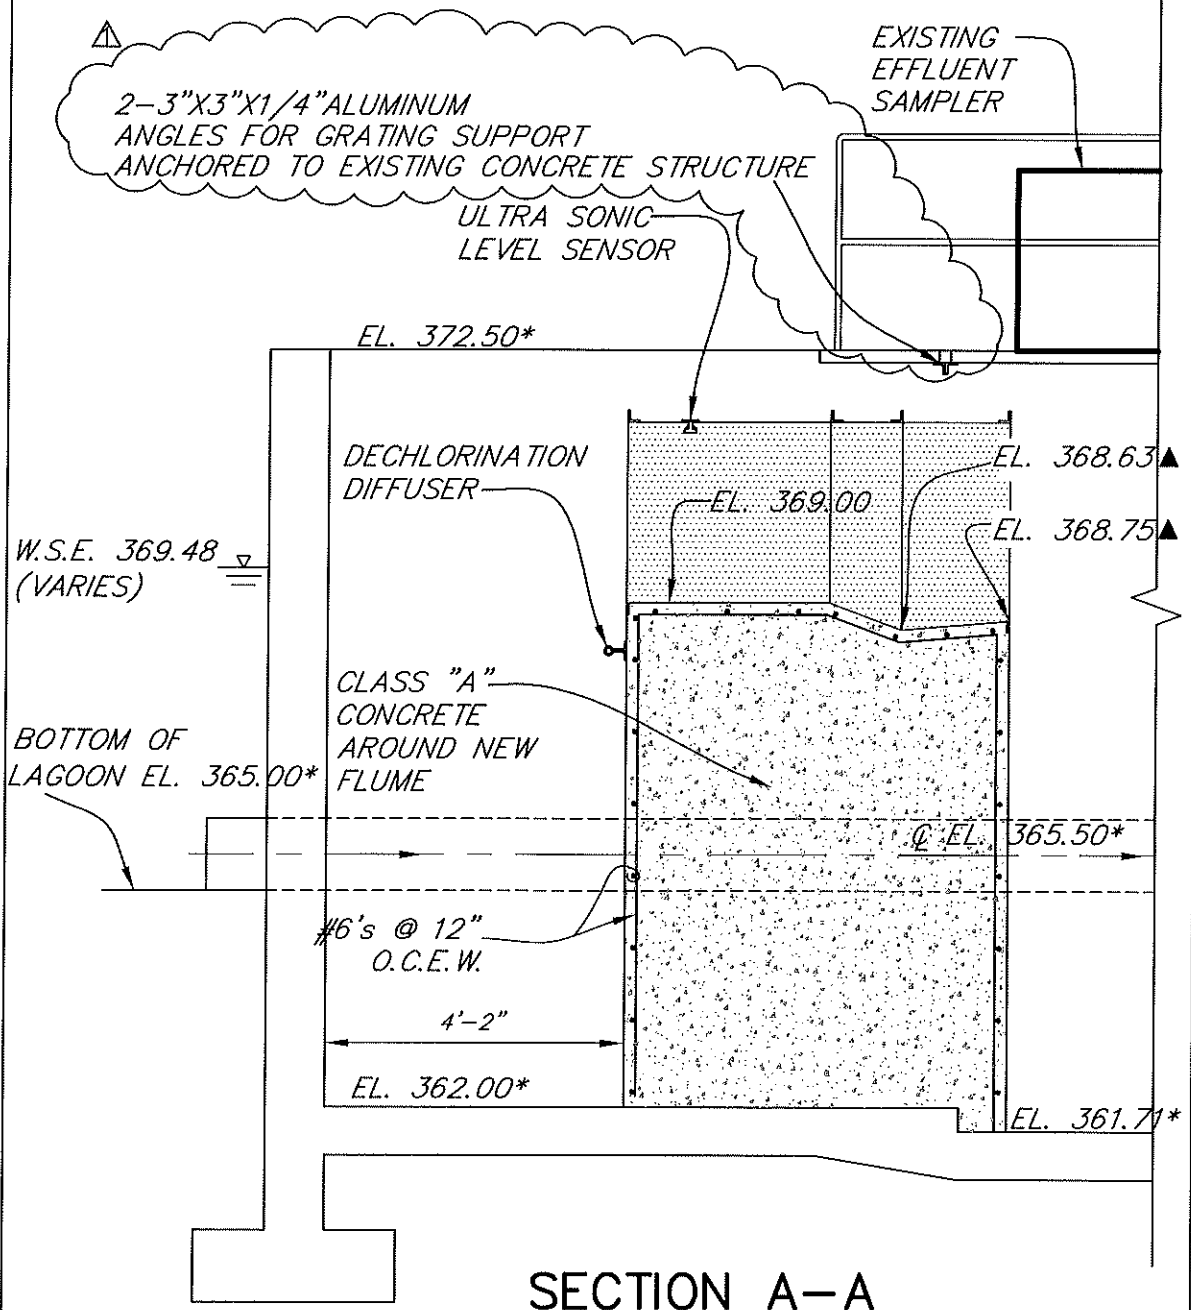 1
2-3"X3"X1/4" ALUMINUM
ANGLES FOR GRATING SUPPORT
ANCHORED TO EXISTING CONCRETE STRUCTURE
EXISTING
EFFLUENT
SAMPLER
ULTRA SONIC
LEVEL SENSOR
EL. 372.50*
DECHLORINATION
DIFFUSER
EL. 369.00
EL. 368.63▲
EL. 368.75▲
W.S.E. 369.48
(VARIES)
CLASS "A"
CONCRETE
AROUND NEW
FLUME
BOTTOM OF
LAGOON EL. 365.00*
℄ EL. 365.50*
#6's @ 12"
O.C.E.W.
4'-2"
EL. 362.00*
EL. 361.71*
SECTION A-A